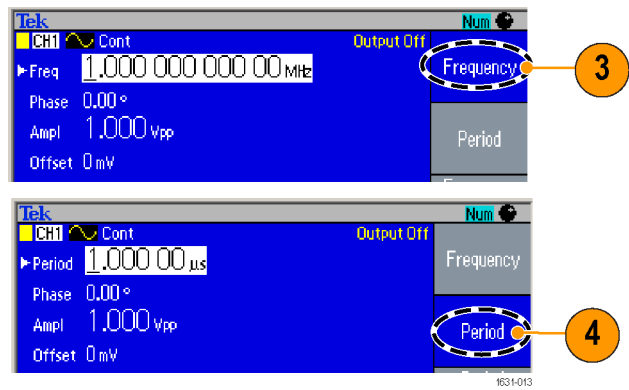 Tek
Num
CH1 Cont
Output Off
Freq 1.000 000 000 00 MHz
Frequency
3
Phase 0.00 °
Ampl 1.000 Vpp
Period
Offset 0 mV
Tek
Num
CH1 Cont
Output Off
Period 1.000 00 µs
Frequency
Phase 0.00 °
Ampl 1.000 Vpp
Period
4
Offset 0 mV
1631-013